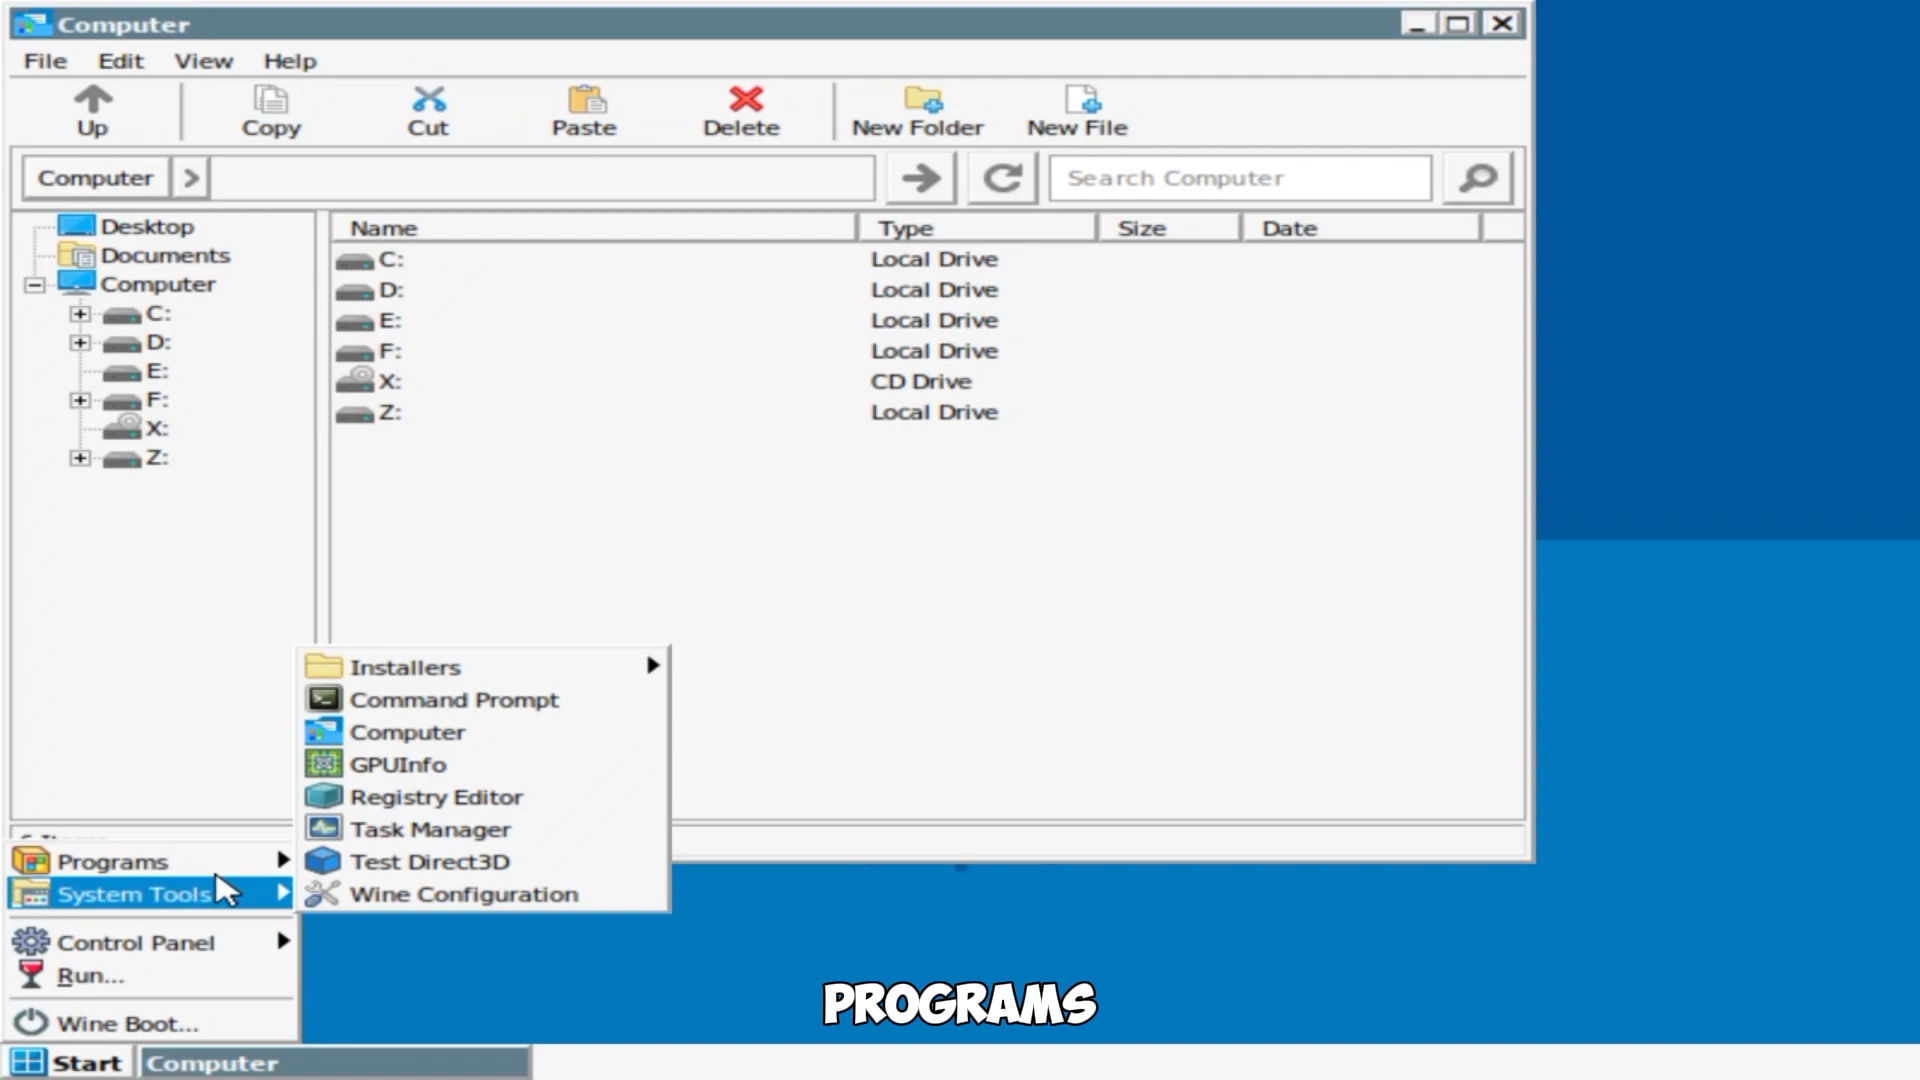 Computer
File Edit View Help
Up Copy Cut Paste Delete New Folder New File
Computer Search Computer
Desktop
Documents
Computer
C:
D:
E:
F:
X:
Z:
Name Type Size Date
C: Local Drive
D: Local Drive
E: Local Drive
F: Local Drive
X: CD Drive
Z: Local Drive
Installers
Command Prompt
Computer
GPUInfo
Registry Editor
Task Manager
Test Direct3D
Wine Configuration
Programs
System Tools
Control Panel
Run...
Wine Boot...
PROGRAMS
Start Computer